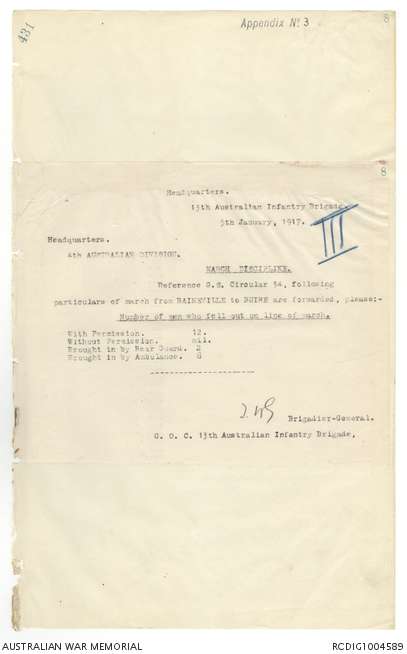 431
Appendix No 3
8
8
Headquarters.
13th Australian Infantry Brigade.
5th January, 1917.
III
Headquarters.
4th AUSTRALIAN DIVISION.
MARCH DISCIPLINE.
Reference G.S. Circular 54, following
particulars of march from RAINEVILLE to BUIRE are forwarded, please:-
Number of men who fell out on line of march.
With Permission. 12.
Without Permission. nil.
Brought in by Rear Guard. 2
Brought in by Ambulance. 6
Brigadier-General.
G. O. C. 13th Australian Infantry Brigade,
AUSTRALIAN WAR MEMORIAL
RCDIG1004589